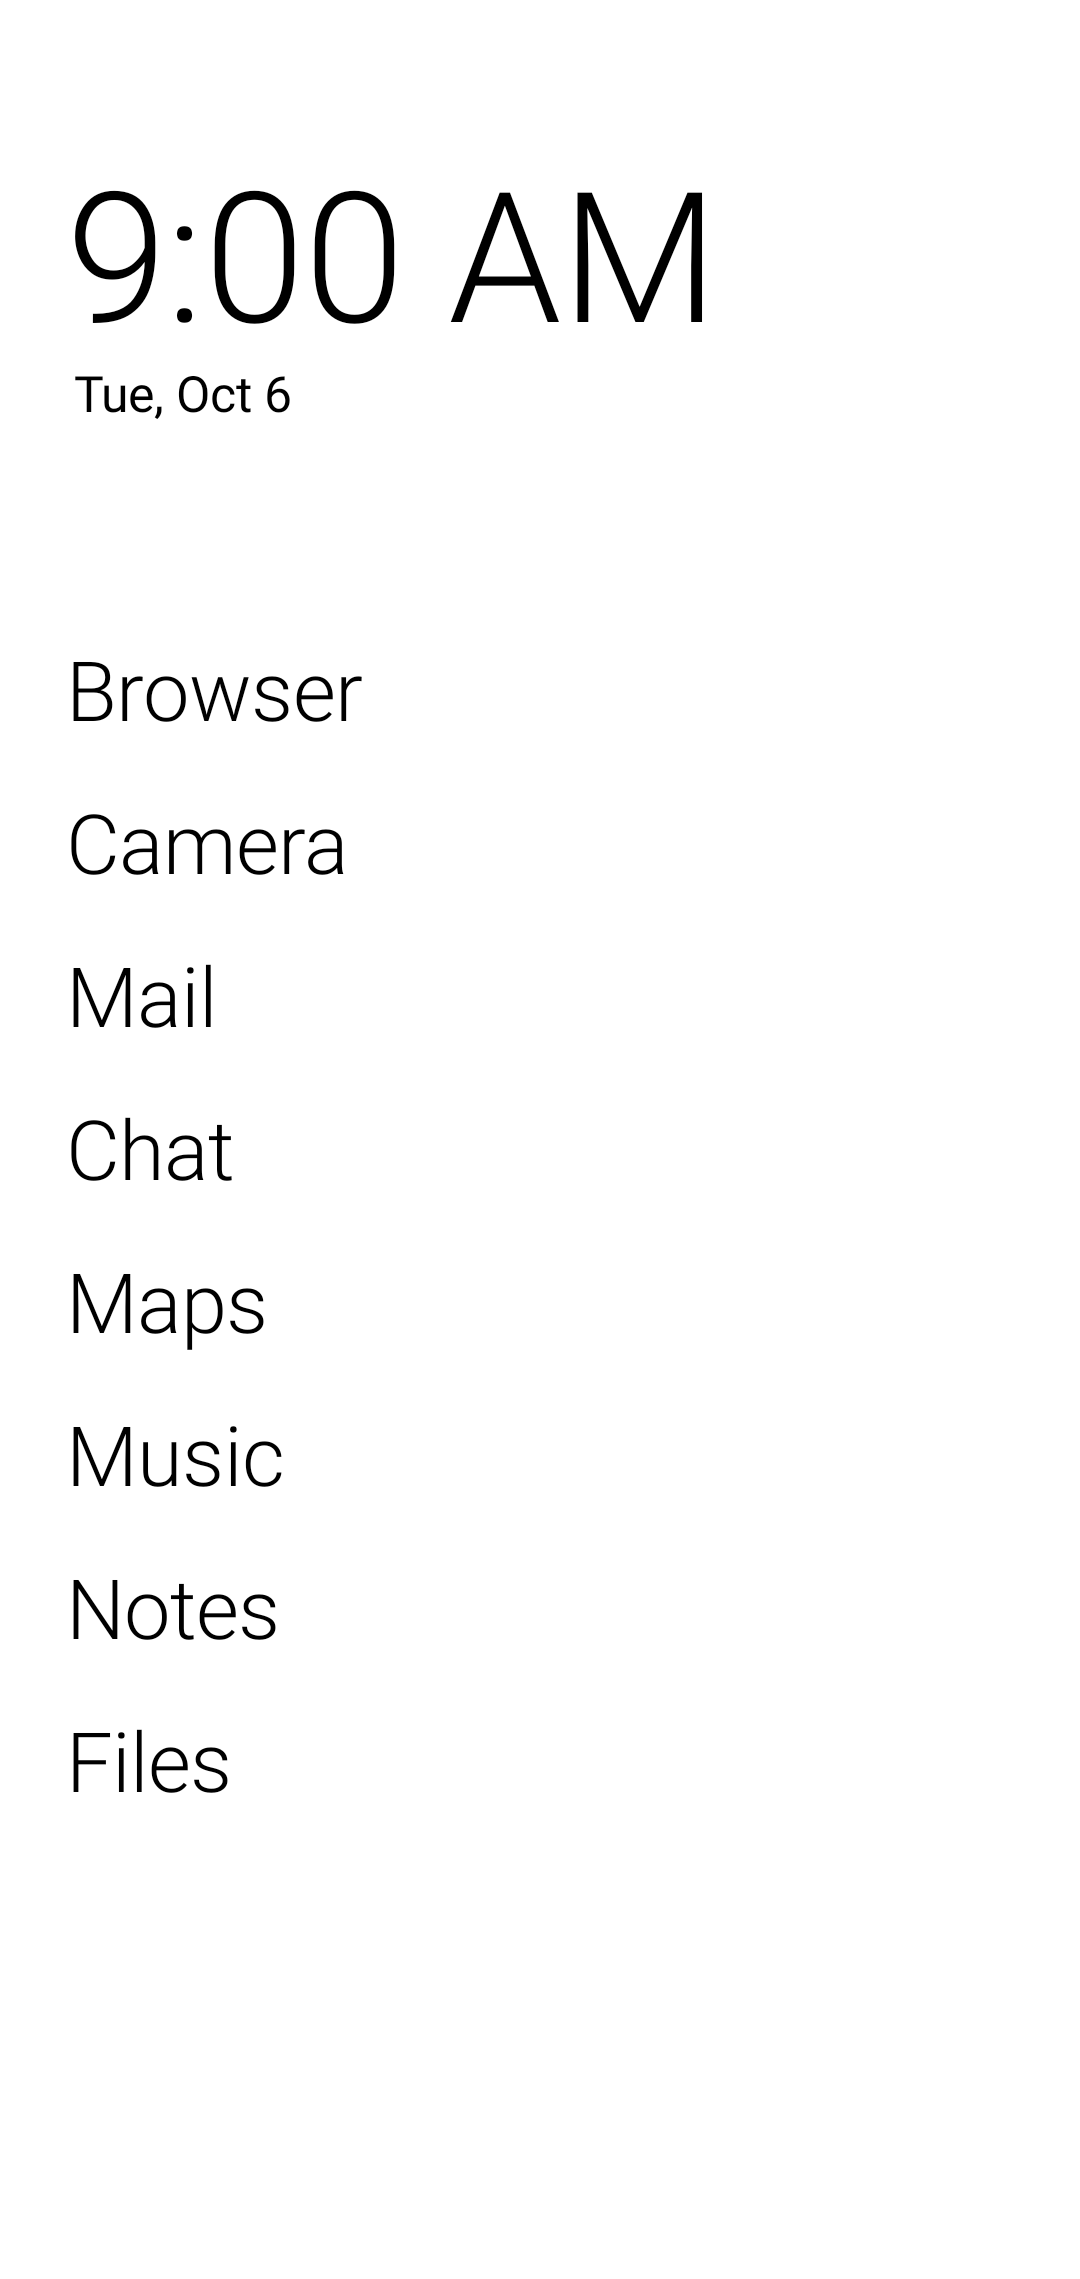 9:00 AM
Tue, Oct 6
Browser
Camera
Mail
Chat
Maps
Music
Notes
Files